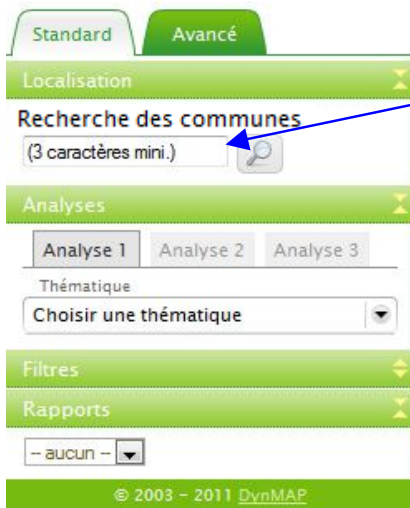 Standard Avancé
Localisation
Recherche des communes
(3 caractères mini.)
Analyses
Analyse 1 Analyse 2 Analyse 3
Thématique
Choisir une thématique
Filtres
Rapports
-- aucun --
© 2003 - 2011 DynMAP